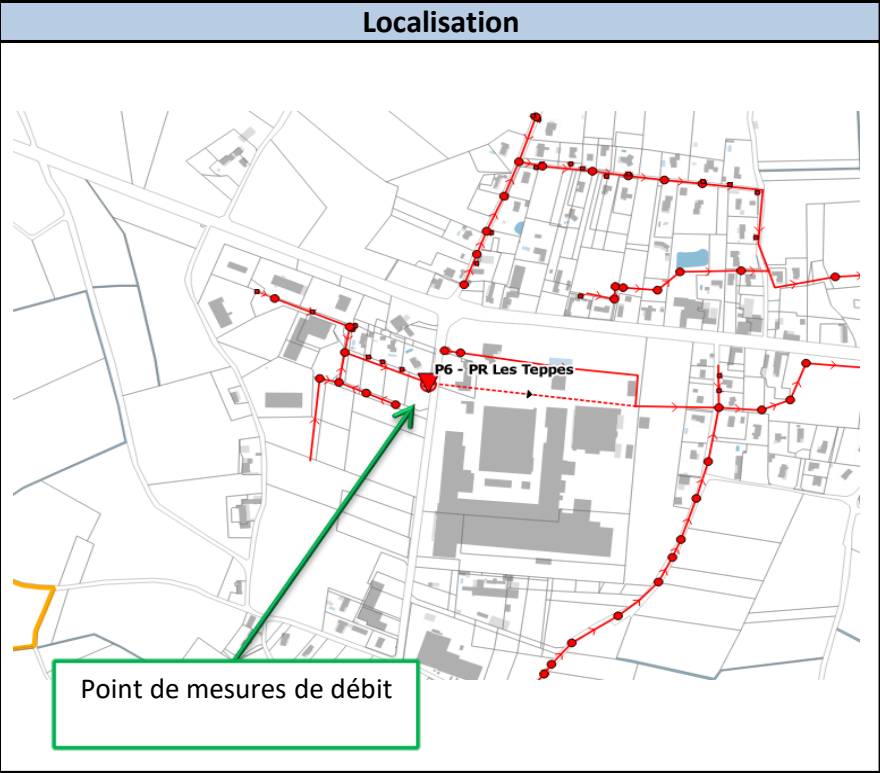 Localisation
P6 - PR Les Teppes
Point de mesures de débit